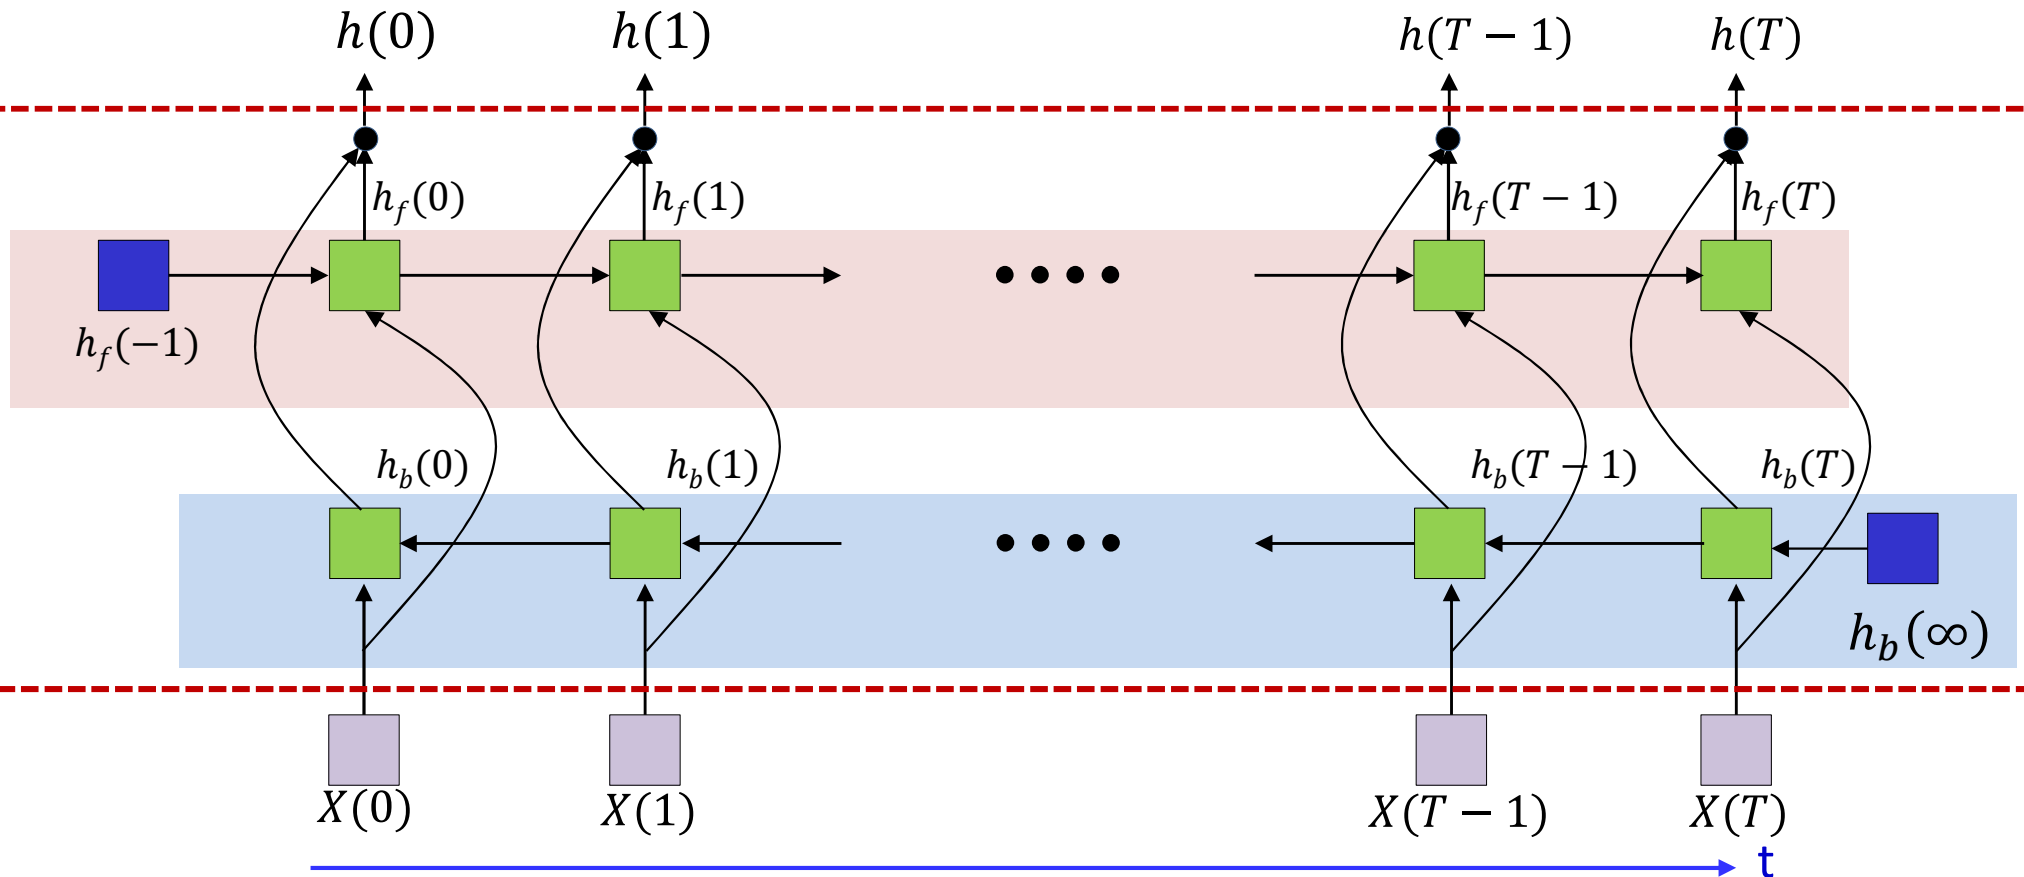 h(0) h(1) h(T − 1) h(T)
h_f(0) h_f(1) h_f(T − 1) h_f(T)
h_f(−1)
h_b(0) h_b(1) h_b(T − 1) h_b(T)
h_b(∞)
X(0) X(1) X(T − 1) X(T)
t